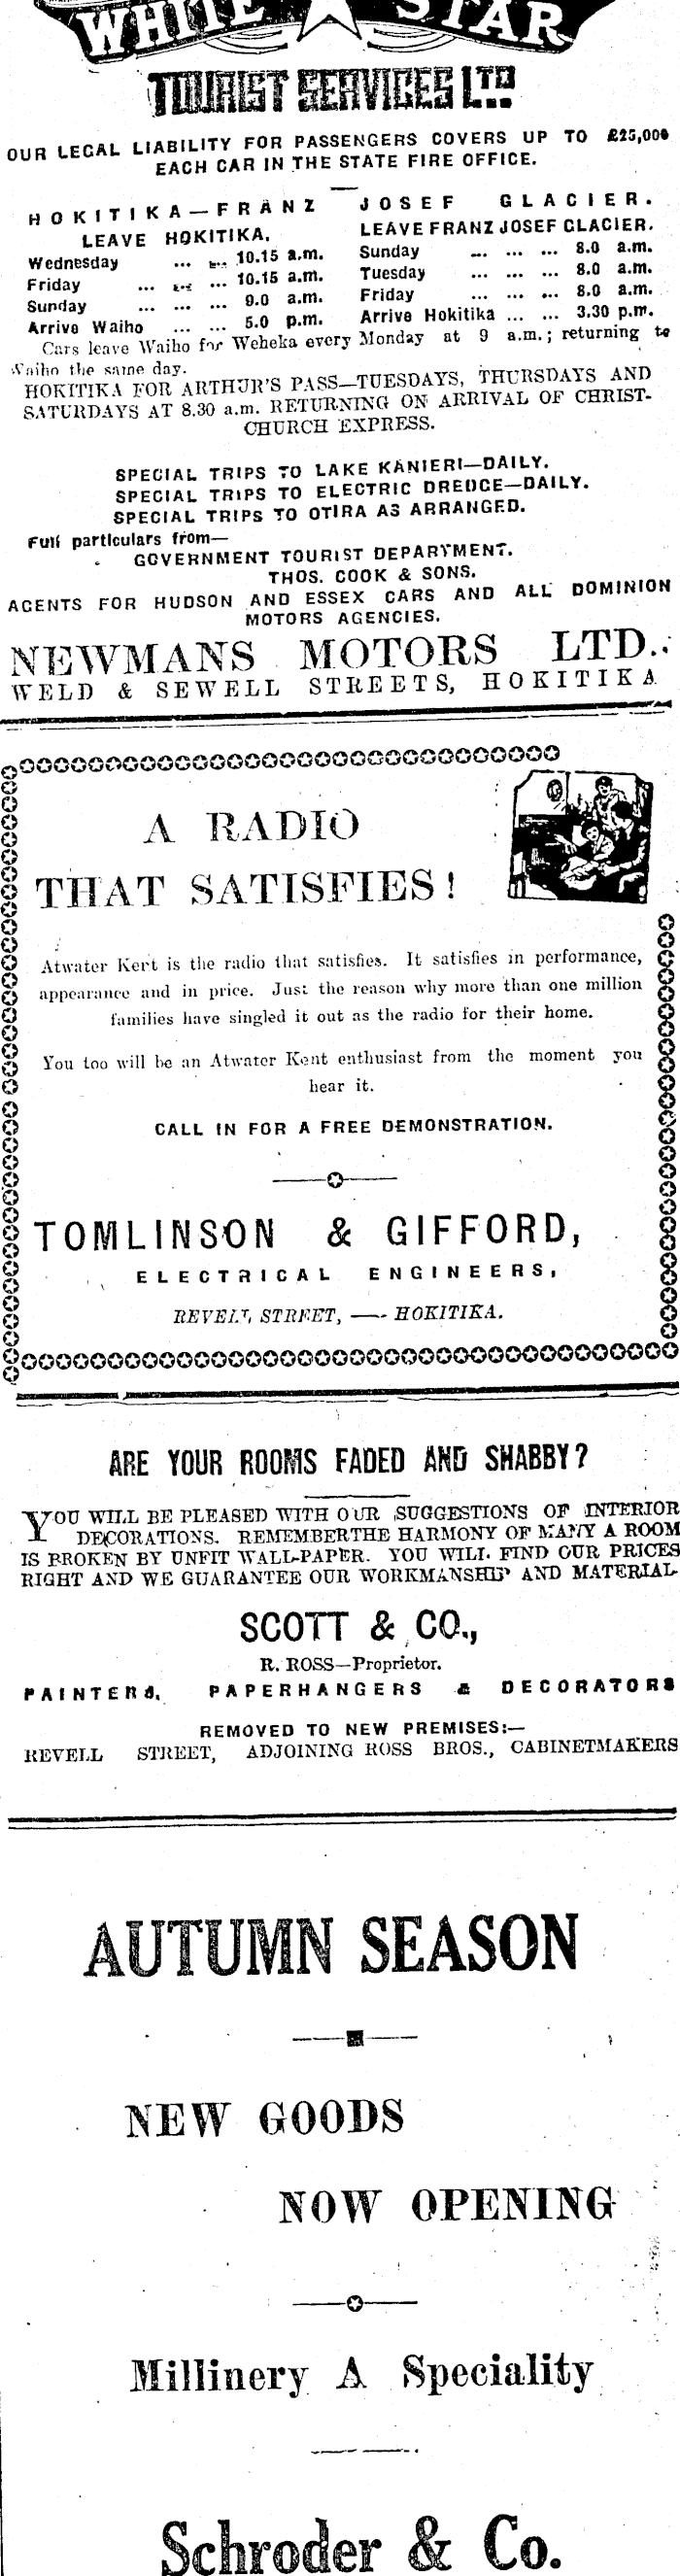 WHITE STAR
TOURIST SERVICES LTD
OUR LEGAL LIABILITY FOR PASSENGERS COVERS UP TO £25,000
EACH CAR IN THE STATE FIRE OFFICE.
HOKITIKA—FRANZ JOSEF GLACIER.
LEAVE HOKITIKA.
Wednesday ... ... 10.15 a.m.
Friday ... ... ... 10.15 a.m.
Sunday ... ... ... 9.0 a.m.
Arrive Waiho ... ... 5.0 p.m.
LEAVE FRANZ JOSEF GLACIER.
Sunday ... ... ... 8.0 a.m.
Tuesday ... ... ... 8.0 a.m.
Friday ... ... ... 8.0 a.m.
Arrive Hokitika ... ... 3.30 p.m.
Cars leave Waiho for Weheka every Monday at 9 a.m.; returning to
Waiho the same day.
HOKITIKA FOR ARTHUR'S PASS—TUESDAYS, THURSDAYS AND
SATURDAYS AT 8.30 a.m. RETURNING ON ARRIVAL OF CHRIST-
CHURCH EXPRESS.
SPECIAL TRIPS TO LAKE KANIERI—DAILY.
SPECIAL TRIPS TO ELECTRIC DREDGE—DAILY.
SPECIAL TRIPS TO OTIRA AS ARRANGED.
Full particulars from—
GOVERNMENT TOURIST DEPARTMENT.
THOS. COOK & SONS.
AGENTS FOR HUDSON AND ESSEX CARS AND ALL DOMINION
MOTORS AGENCIES.
NEWMANS MOTORS LTD.,
WELD & SEWELL STREETS, HOKITIKA
A RADIO
THAT SATISFIES!
Atwater Kert is the radio that satisfies. It satisfies in performance,
appearance and in price. Just the reason why more than one million
families have singled it out as the radio for their home.
You too will be an Atwater Kent enthusiast from the moment you
hear it.
CALL IN FOR A FREE DEMONSTRATION.
TOMLINSON & GIFFORD,
ELECTRICAL ENGINEERS,
REVELL STREET, —— HOKITIKA.
ARE YOUR ROOMS FADED AND SHABBY?
YOU WILL BE PLEASED WITH OUR SUGGESTIONS OF INTERIOR
DECORATIONS. REMEMBERTHE HARMONY OF MANY A ROOM
IS BROKEN BY UNFIT WALL-PAPER. YOU WILL FIND OUR PRICES
RIGHT AND WE GUARANTEE OUR WORKMANSHIP AND MATERIAL-
SCOTT & CO.,
R. ROSS—Proprietor.
PAINTERS, PAPERHANGERS & DECORATORS
REMOVED TO NEW PREMISES:—
REVELL STREET, ADJOINING ROSS BROS., CABINETMAKERS
AUTUMN SEASON
NEW GOODS
NOW OPENING
Millinery A Speciality
Schroder & Co.